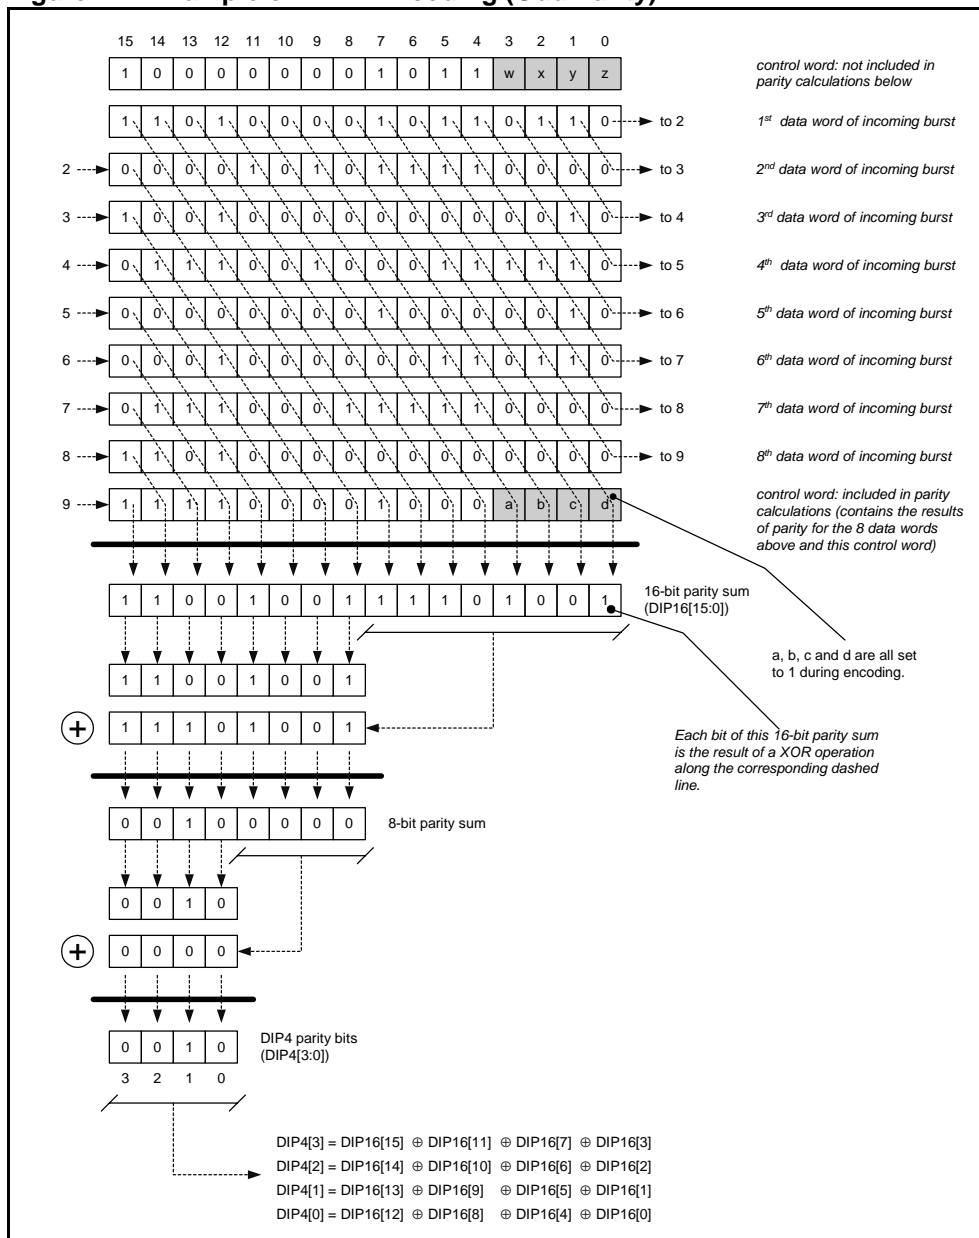 (Odd Parity)
15 14 13 12 11 10 9 8 7 6 5 4 3 2 1 0
1 0 0 0 0 0 0 0 1 0 1 1 w x y z
control word: not included in
parity calculations below
1 1 0 1 0 0 0 0 1 0 1 1 0 1 1 0 to 2 1st data word of incoming burst
2 0 0 0 0 1 0 1 0 1 1 1 1 0 0 0 0 to 3 2nd data word of incoming burst
3 1 0 0 1 0 0 0 0 0 0 0 0 0 0 1 0 to 4 3rd data word of incoming burst
4 0 1 1 1 0 0 1 0 0 0 1 1 1 1 1 0 to 5 4th data word of incoming burst
5 0 0 0 0 0 0 0 0 1 0 0 0 0 0 1 0 to 6 5th data word of incoming burst
6 0 0 0 1 0 0 0 0 0 0 1 1 0 1 1 0 to 7 6th data word of incoming burst
7 0 1 1 1 0 0 0 1 1 1 1 1 0 0 0 0 to 8 7th data word of incoming burst
8 1 1 0 1 0 0 0 0 0 0 0 0 0 0 0 0 to 9 8th data word of incoming burst
9 1 1 1 1 0 0 0 0 1 0 0 0 a b c d
control word: included in parity
calculations (contains the results
of parity for the 8 data words
above and this control word)
1 1 0 0 1 0 0 1 1 1 1 0 1 0 0 1
16-bit parity sum
(DIP16[15:0])
a, b, c and d are all set
to 1 during encoding.
1 1 0 0 1 0 0 1
+ 1 1 1 0 1 0 0 1
Each bit of this 16-bit parity sum
is the result of a XOR operation
along the corresponding dashed
line.
0 0 1 0 0 0 0 0 8-bit parity sum
0 0 1 0
+ 0 0 0 0
0 0 1 0
DIP4 parity bits
(DIP4[3:0])
3 2 1 0
DIP4[3] = DIP16[15] ⊕ DIP16[11] ⊕ DIP16[7] ⊕ DIP16[3]
DIP4[2] = DIP16[14] ⊕ DIP16[10] ⊕ DIP16[6] ⊕ DIP16[2]
DIP4[1] = DIP16[13] ⊕ DIP16[9] ⊕ DIP16[5] ⊕ DIP16[1]
DIP4[0] = DIP16[12] ⊕ DIP16[8] ⊕ DIP16[4] ⊕ DIP16[0]